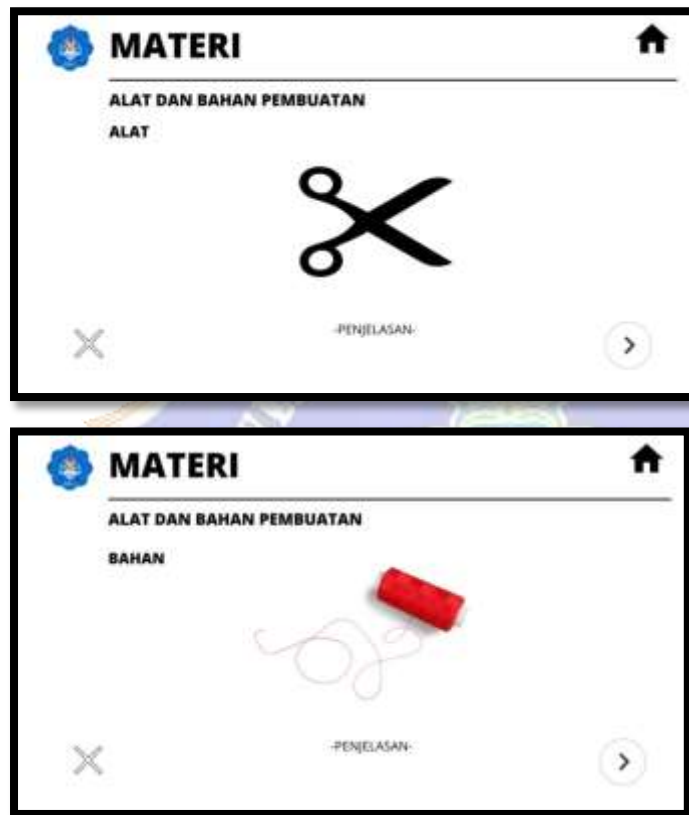 MATERI
ALAT DAN BAHAN PEMBUATAN
ALAT
-PENJELASAN-
MATERI
ALAT DAN BAHAN PEMBUATAN
BAHAN
-PENJELASAN-